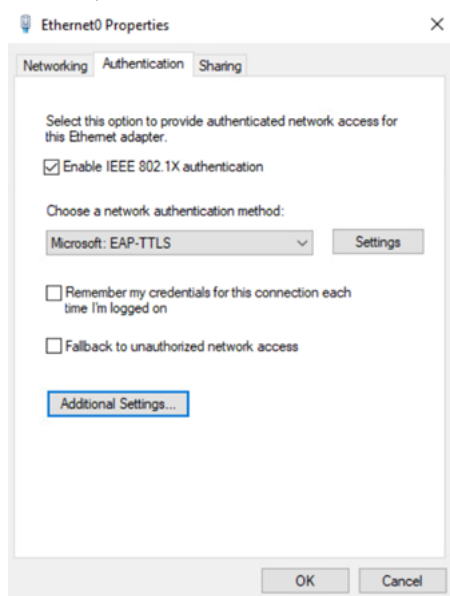 Ethernet0 Properties
Networking Authentication Sharing
Select this option to provide authenticated network access for
this Ethernet adapter.
Enable IEEE 802.1X authentication
Choose a network authentication method:
Microsoft: EAP-TTLS Settings
Remember my credentials for this connection each
time I'm logged on
Fallback to unauthorized network access
Additional Settings...
OK Cancel